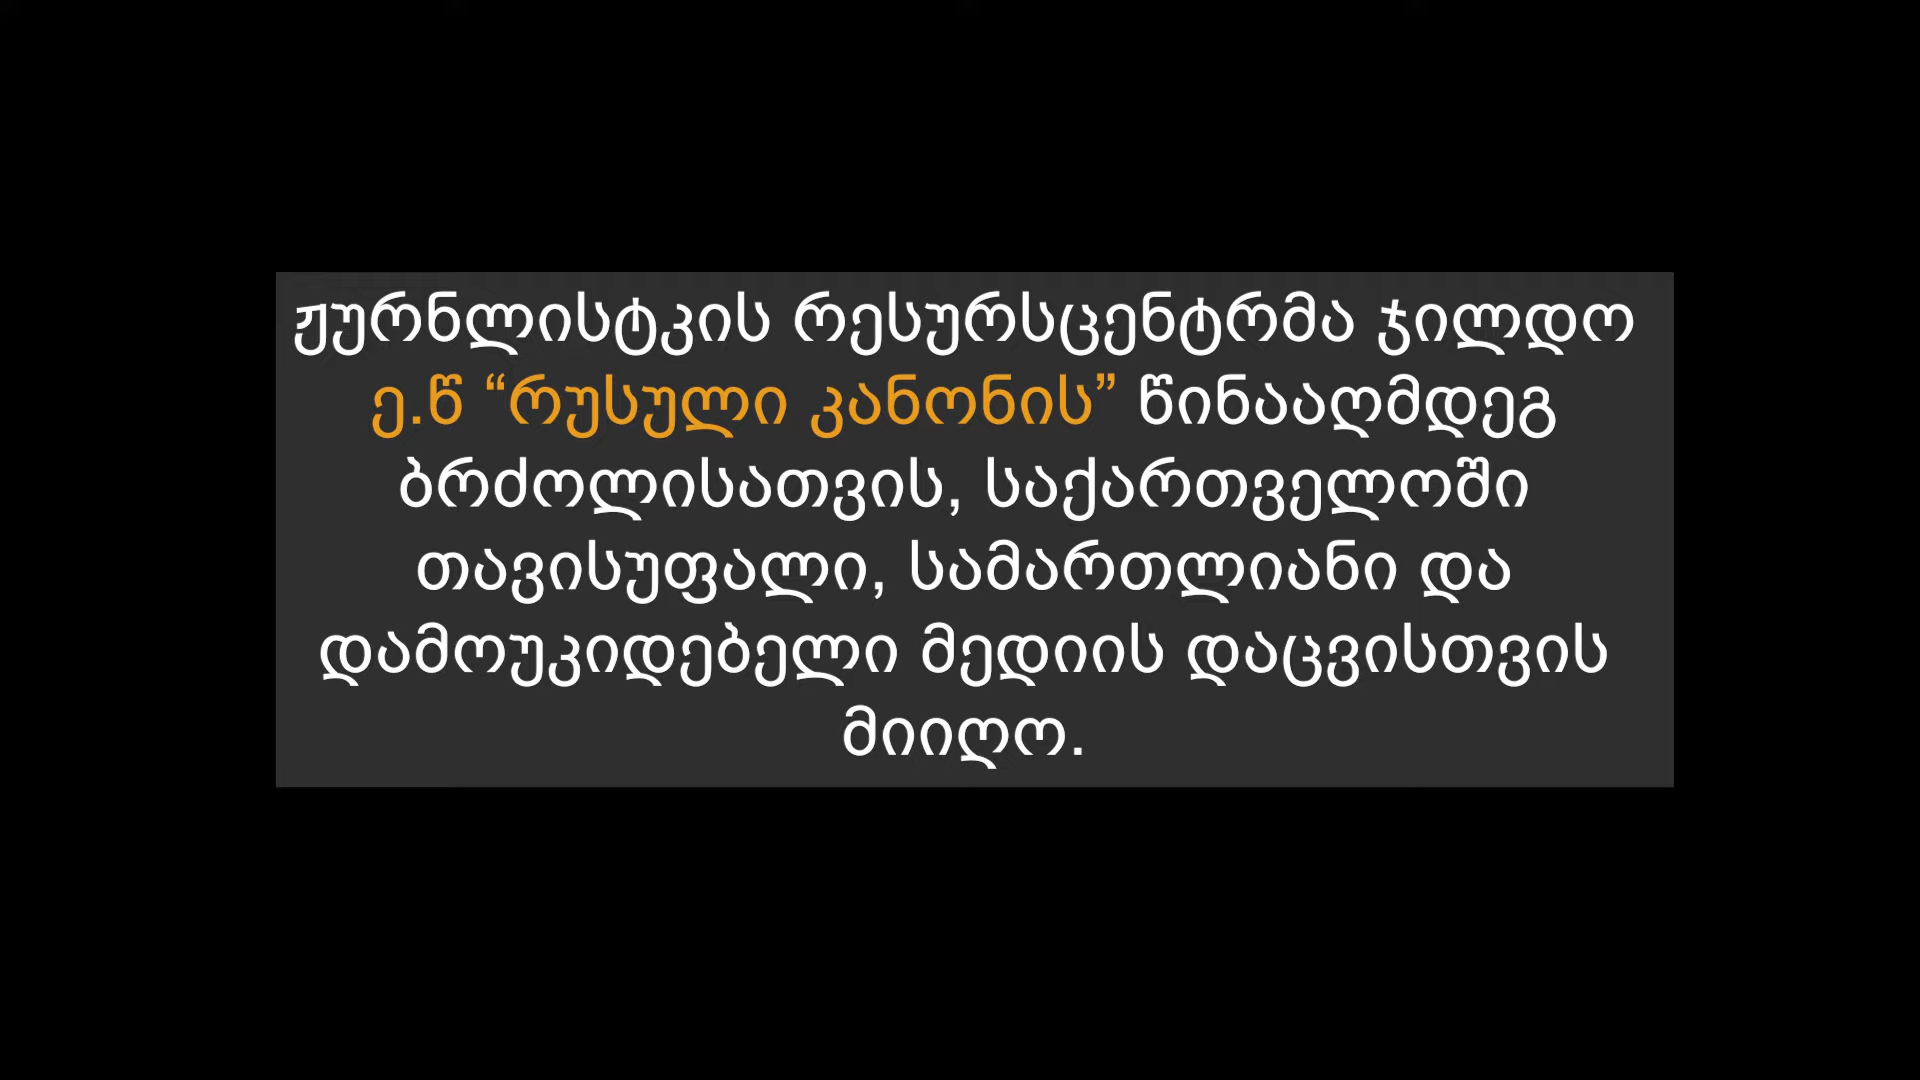 ჟურნლისტკის რესურსცენტრმა ჯილდო
ე.წ “რუსული კანონის” წინააღმდეგ
ბრძოლისათვის, საქართველოში
თავისუფალი, სამართლიანი და
დამოუკიდებელი მედიის დაცვისთვის
მიიღო.